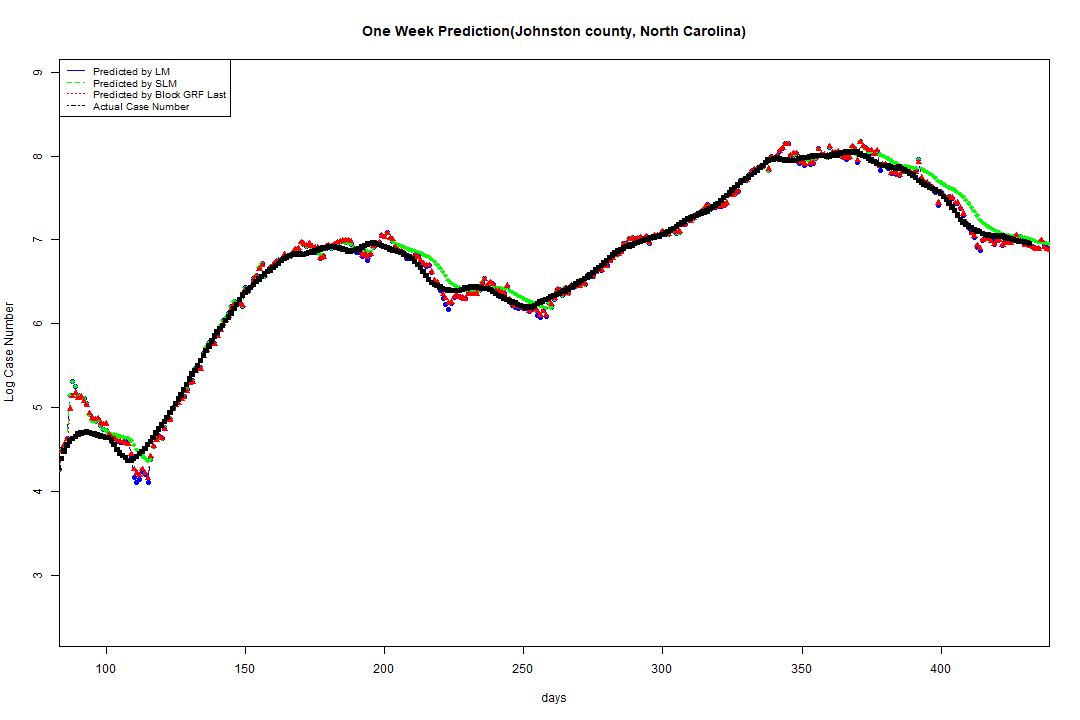 One Week Prediction(Johnston county, North Carolina)
Predicted by LM
Predicted by SLM
Predicted by Block GRF Last
Actual Case Number
9
8
7
6
5
4
3
Log Case Number
100 150 200 250 300 350 400
days